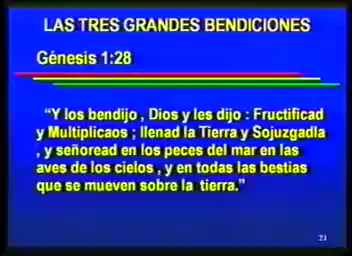 LAS TRES GRANDES BENDICIONES
Génesis 1:28
“Y los bendijo , Dios y les dijo : Fructificad
y Multiplicaos ; llenad la Tierra y Sojuzgadla
, y señoread en los peces del mar en las
aves de los cielos , y en todas las bestias
que se mueven sobre la tierra.”
21